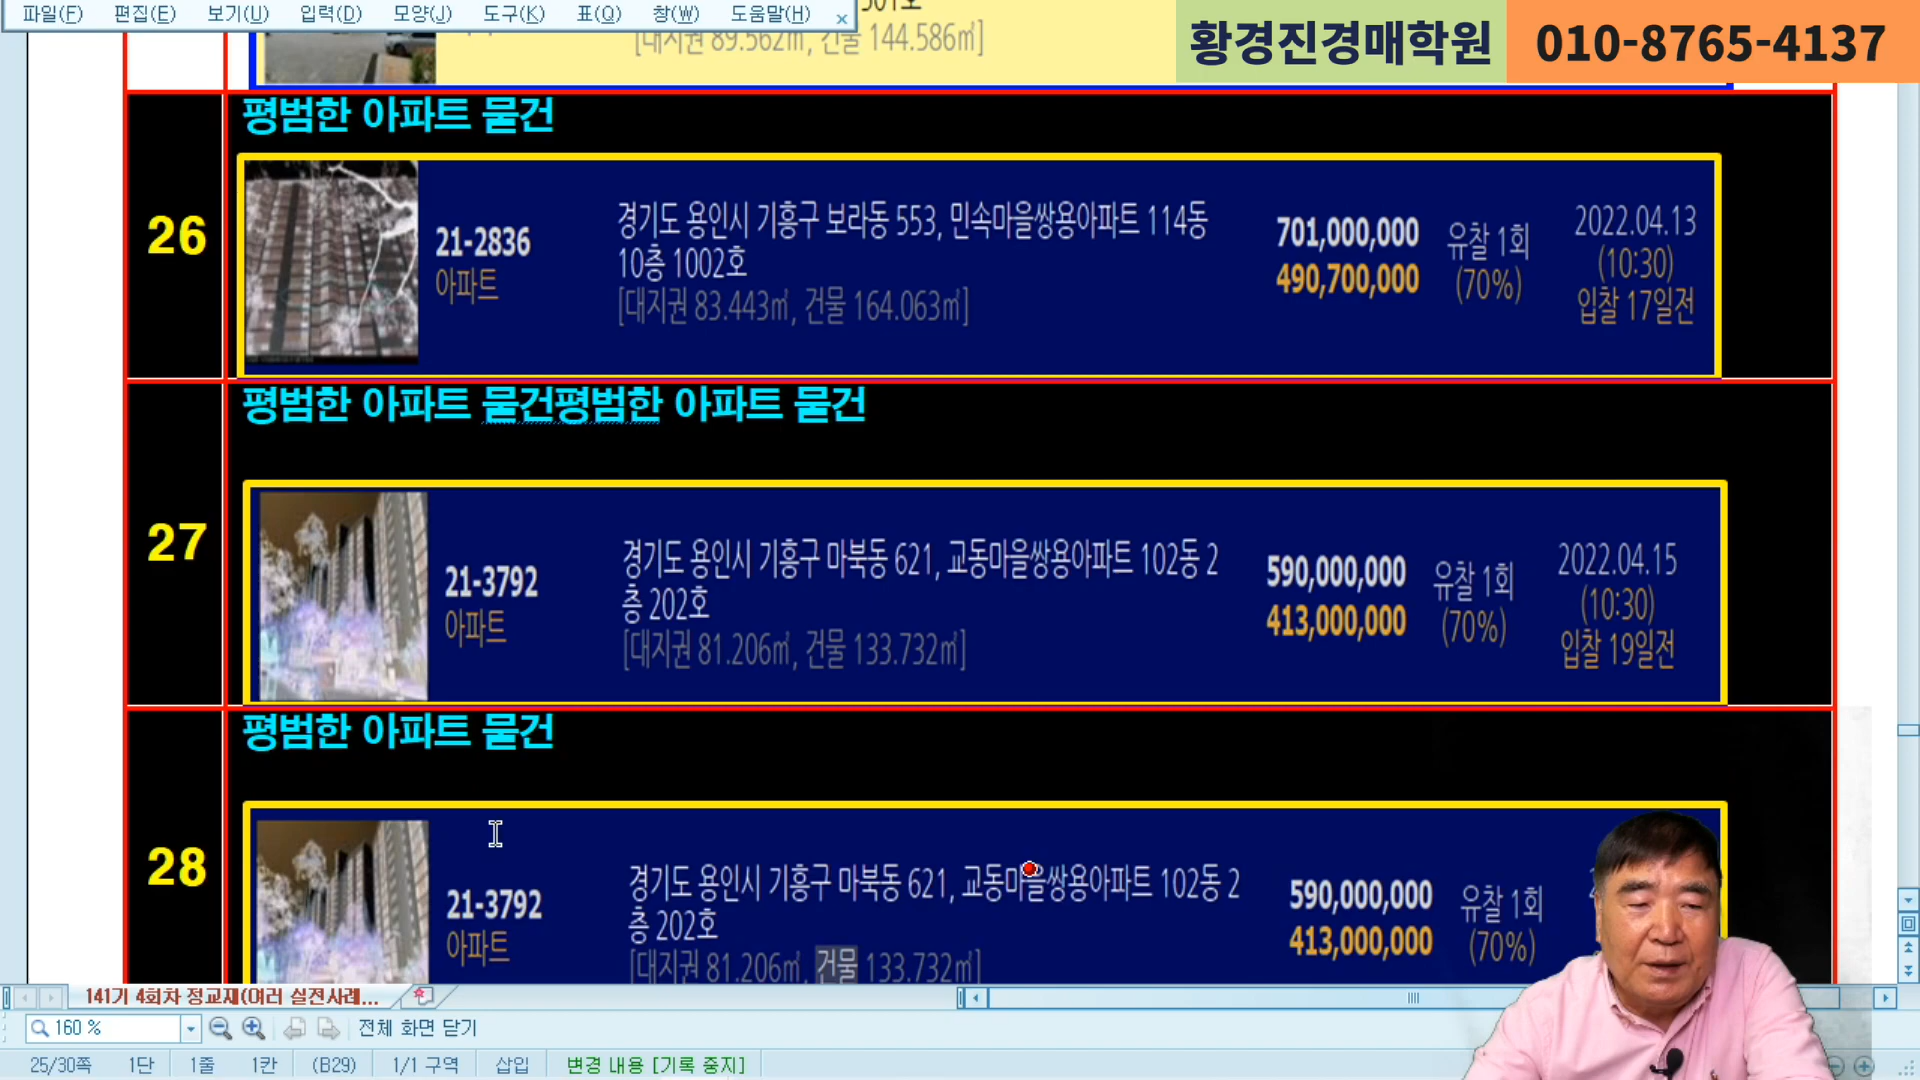 파일(F) 편집(E) 보기(U) 입력(D) 모양(J) 도구(K) 표(Q) 창(W) 도움말(H)
황경진경매학원 010-8765-4137
[대지권 89.562㎡, 건물 144.586㎡]
평범한 아파트 물건
26
21-2836
아파트
경기도 용인시 기흥구 보라동 553, 민속마을쌍용아파트 114동
10층 1002호
[대지권 83.443㎡, 건물 164.063㎡]
701,000,000
490,700,000
유찰 1회
(70%)
2022.04.13
(10:30)
입찰 17일전
평범한 아파트 물건평범한 아파트 물건
27
21-3792
아파트
경기도 용인시 기흥구 마북동 621, 교동마을쌍용아파트 102동 2
층 202호
[대지권 81.206㎡, 건물 133.732㎡]
590,000,000
413,000,000
유찰 1회
(70%)
2022.04.15
(10:30)
입찰 19일전
평범한 아파트 물건
28
21-3792
아파트
경기도 용인시 기흥구 마북동 621, 교동마을쌍용아파트 102동 2
층 202호
[대지권 81.206㎡, 건물 133.732㎡]
590,000,000
413,000,000
유찰 1회
(70%)
141기 4회차 정교재(여러 실전사례...
160 % 전체 화면 닫기
25/30쪽 1단 1줄 1칸 (B29) 1/1 구역 삽입 변경 내용 [기록 중지]